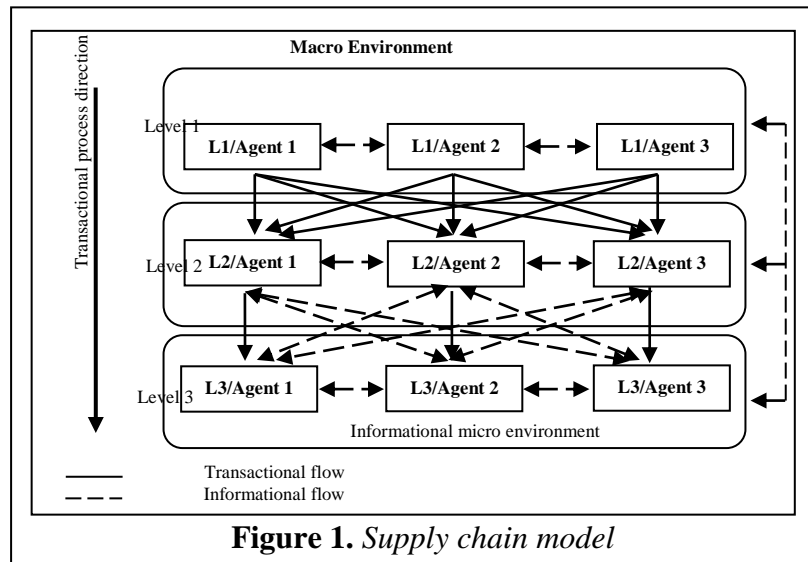 Macro Environment
Transactional process direction
Level 1
L1/Agent 1
L1/Agent 2
L1/Agent 3
Level 2
L2/Agent 1
L2/Agent 2
L2/Agent 3
L3/Agent 1
L3/Agent 2
L3/Agent 3
Level 3
Informational micro environment
Transactional flow
Informational flow
Figure 1. Supply chain model